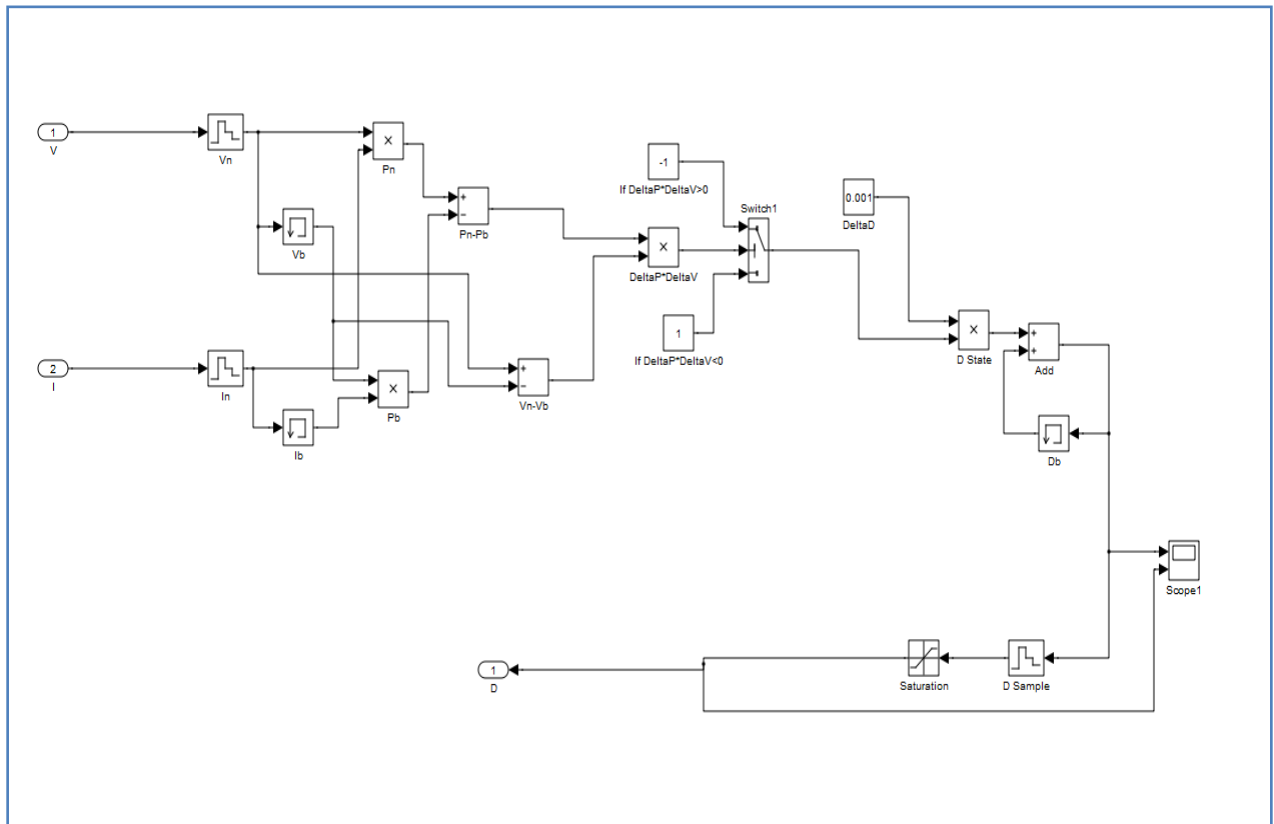 1
V
Vn
X
Pn
+
−
Pn-Pb
Vb
-1
If DeltaP*DeltaV>0
Switch1
0.001
DeltaD
X
DeltaP*DeltaV
1
If DeltaP*DeltaV<0
2
I
In
Ib
X
Pb
+
−
Vn-Vb
X
D State
+
+
Add
Db
Scope1
1
D
Saturation
D Sample